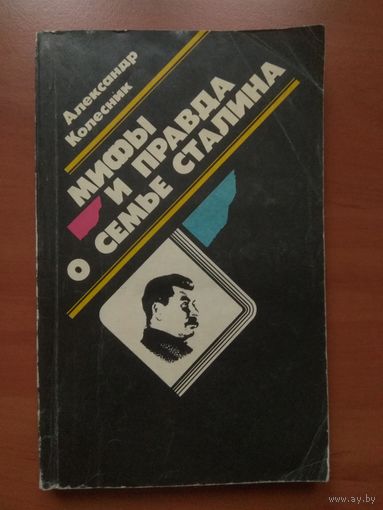 Александр
Колесник
МИФЫ
И ПРАВДА
О СЕМЬЕ СТАЛИНА
www.ay.by